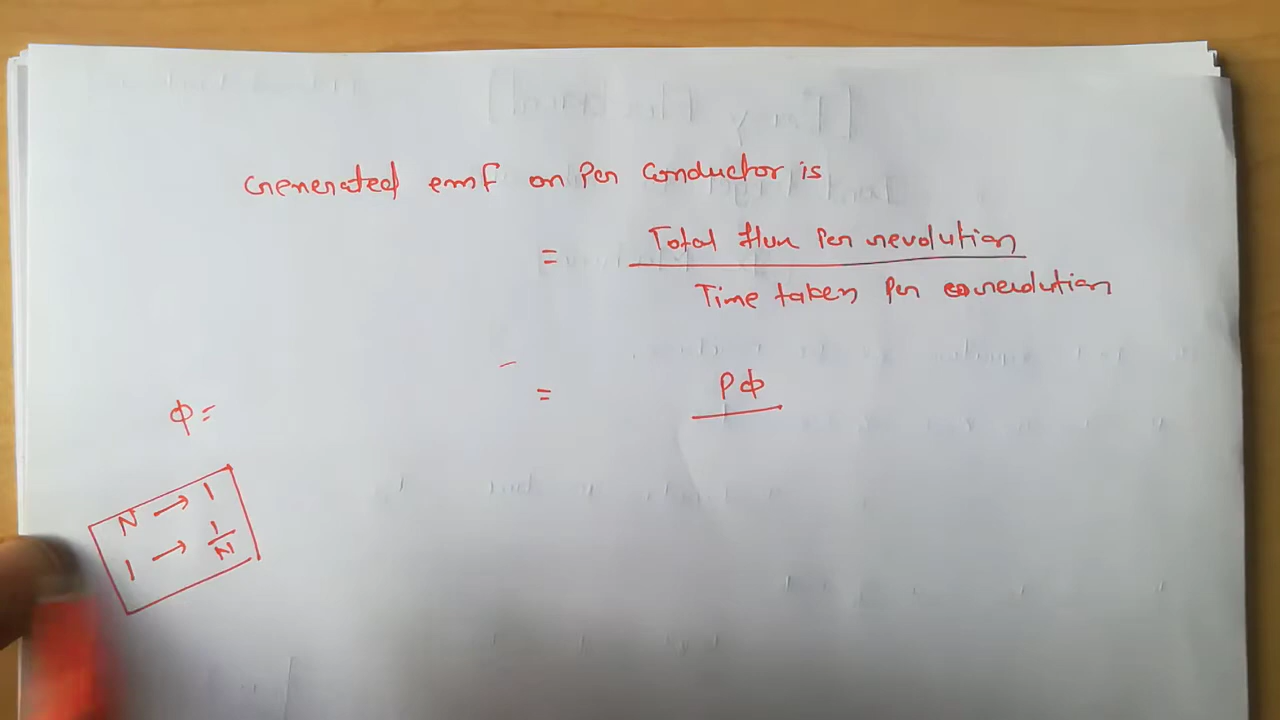 Generated emf on Per Conductor is
= Total flux Per revolution
Time taken Per revolution
= Pϕ
ϕ =
N → 1
1 → 1/N